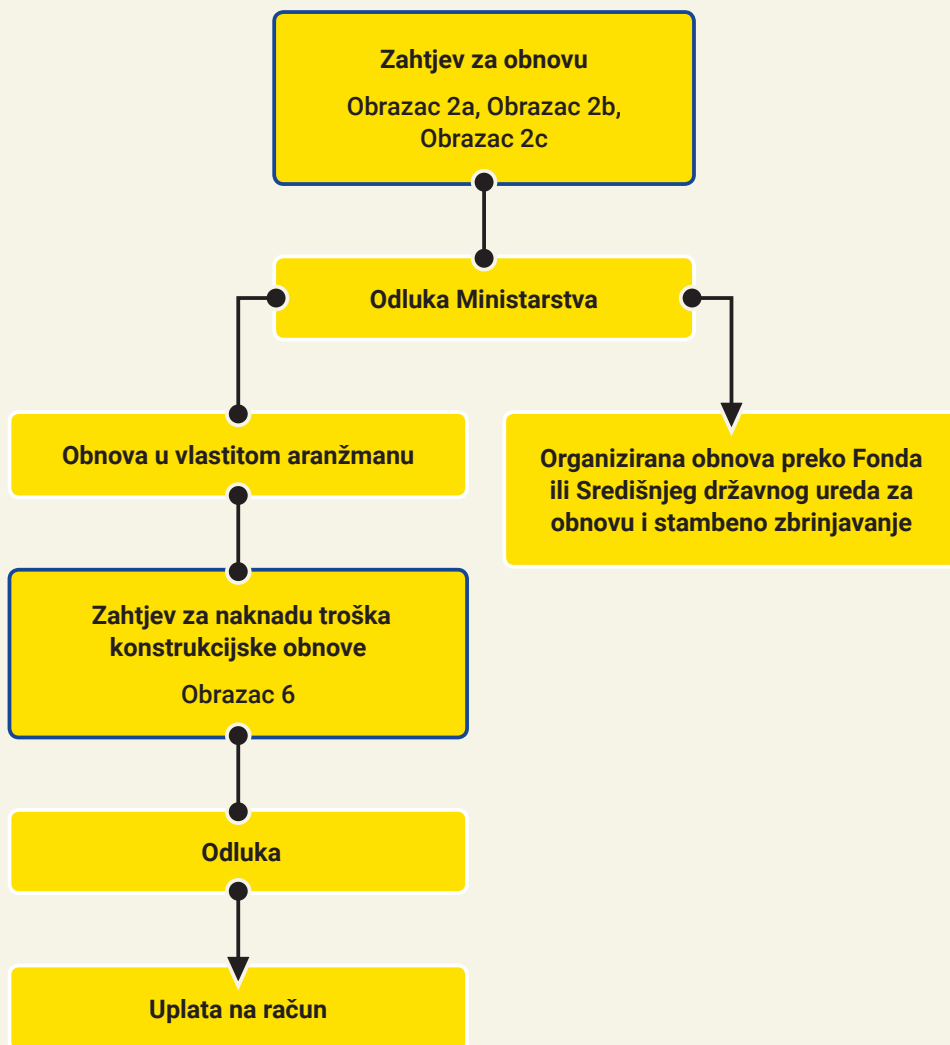 Zahtjev za obnovu
Obrazac 2a, Obrazac 2b,
Obrazac 2c
Odluka Ministarstva
Obnova u vlastitom aranžmanu
Organizirana obnova preko Fonda
ili Središnjeg državnog ureda za
obnovu i stambeno zbrinjavanje
Zahtjev za naknadu troška
konstrukcijske obnove
Obrazac 6
Odluka
Uplata na račun